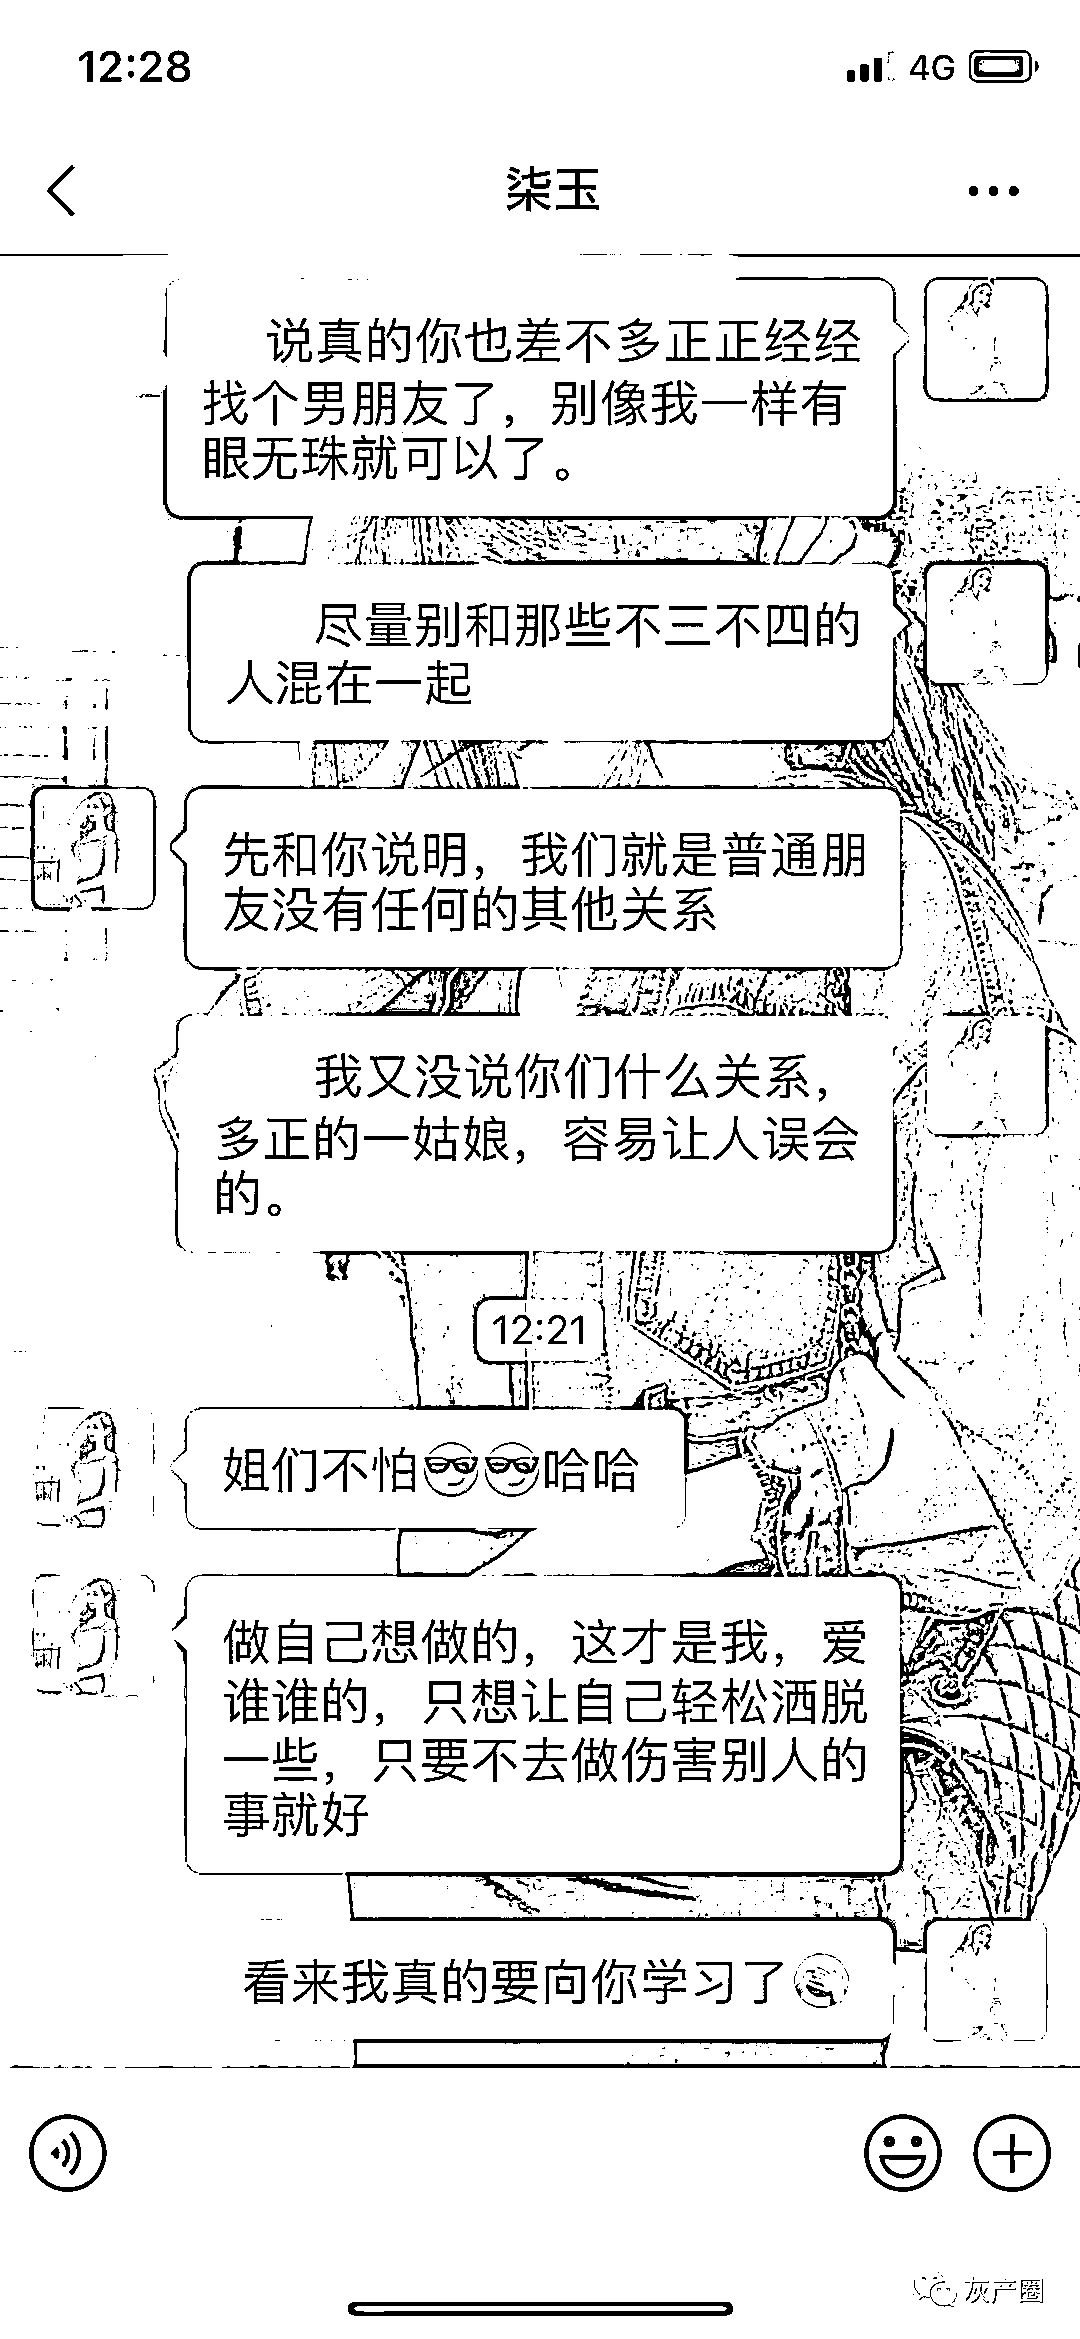 12:28
4G
柒玉
说真的你也差不多正正经经
找个男朋友了，别像我一样有
眼无珠就可以了。
尽量别和那些不三不四的
人混在一起
先和你说明，我们就是普通朋
友没有任何的其他关系
我又没说你们什么关系，
多正的一姑娘，容易让人误会
的。
12:21
姐们不怕😎😎哈哈
做自己想做的，这才是我，爱
谁谁的，只想让自己轻松洒脱
一些，只要不去做伤害别人的
事就好
看来我真的要向你学习了
灰产圈